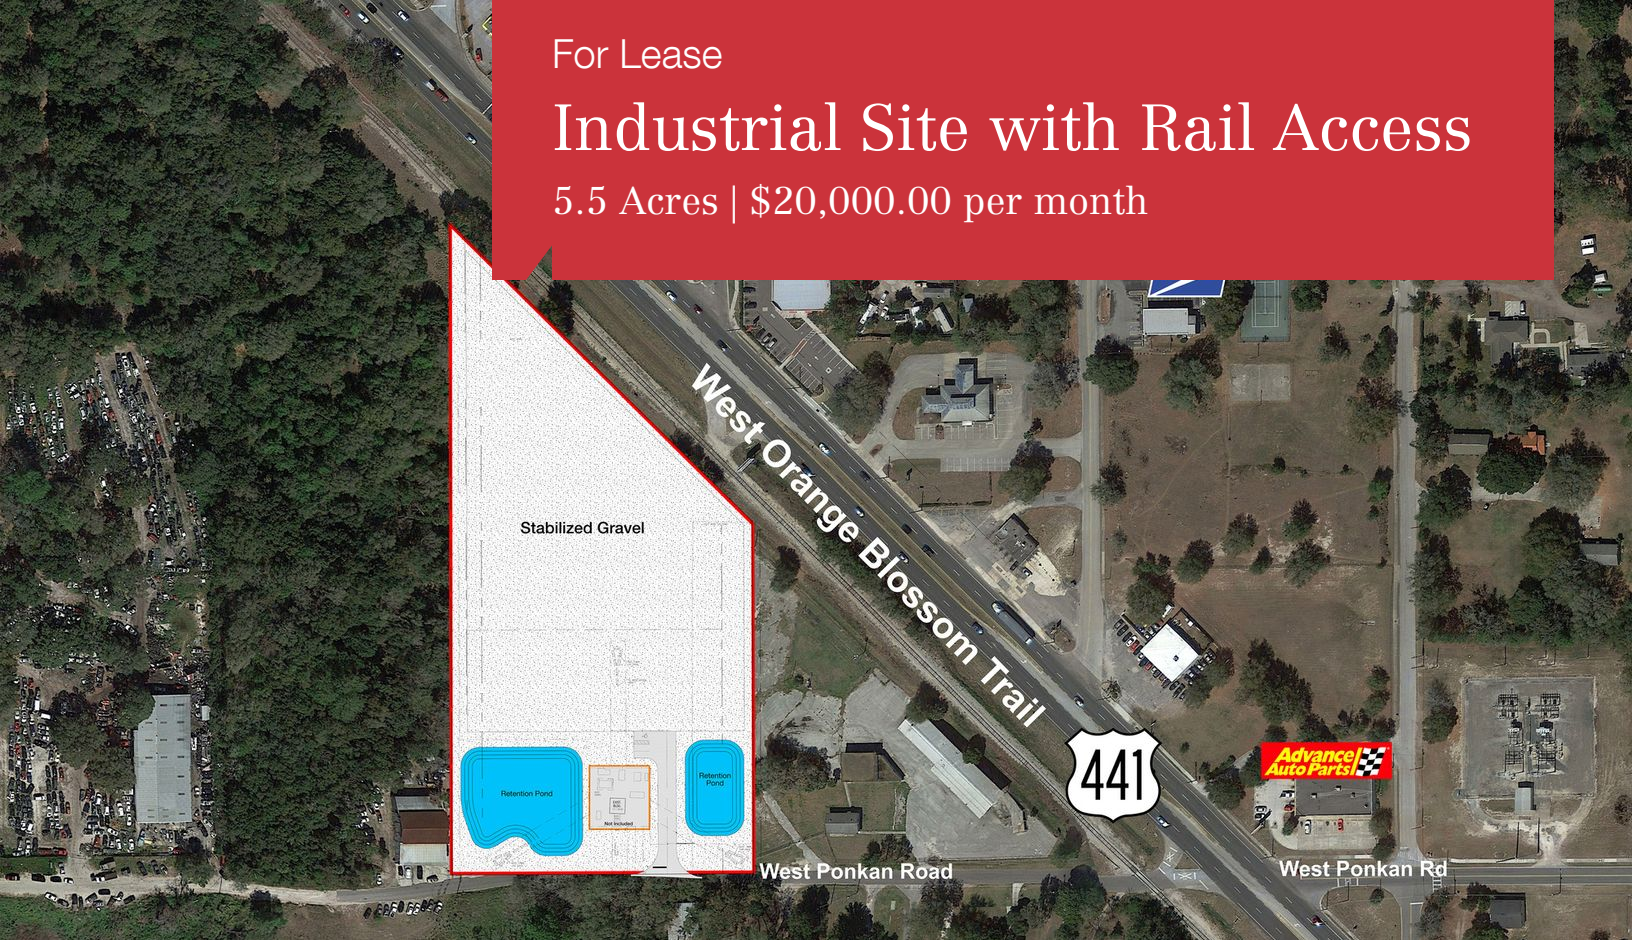 For Lease
Industrial Site with Rail Access
5.5 Acres | $20,000.00 per month
West Orange Blossom Trail
Stabilized Gravel
441
Advance
Auto Parts
Retention Pond
Retention
Pond
Not Included
West Ponkan Road
West Ponkan Rd